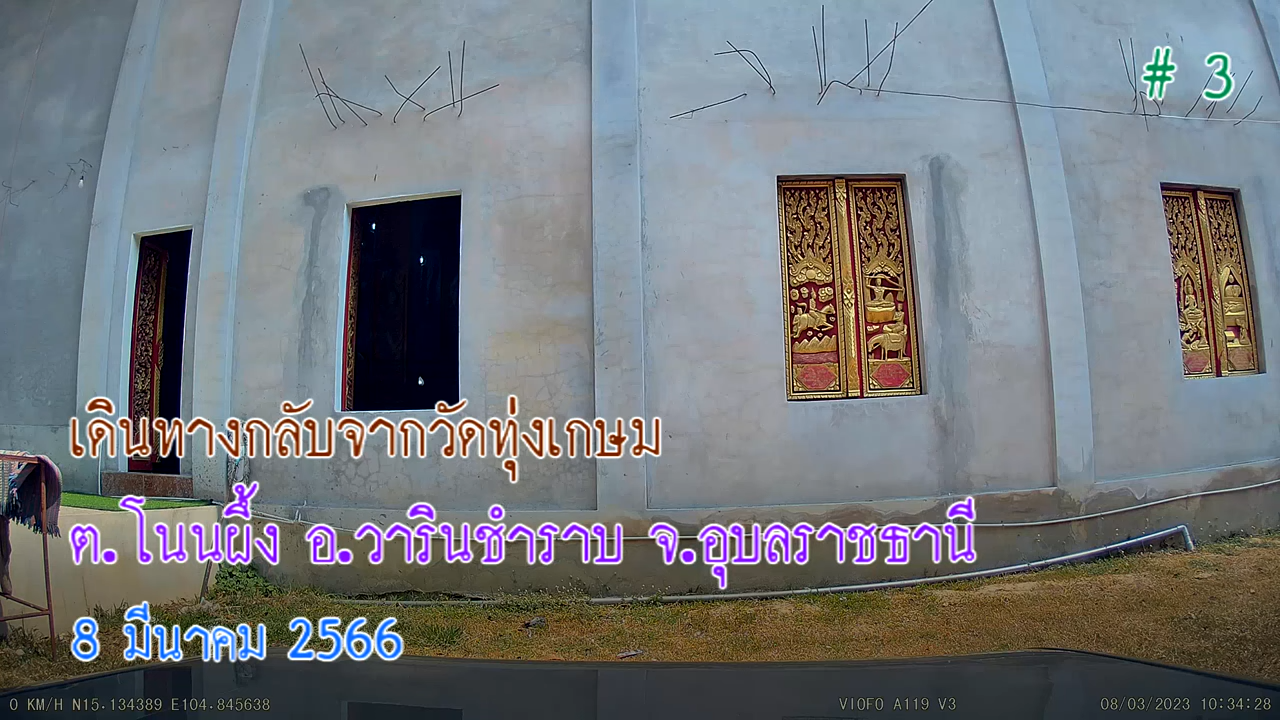 # 3
เดินทางกลับจากวัดทุ่งเกษม
ต.โนนผึ้ง อ.วารินชำราบ จ.อุบลราชธานี
8 มีนาคม 2566
0 KM/H N15.134389 E104.845638 VIOFO A119 V3 08/03/2023 10:34:28